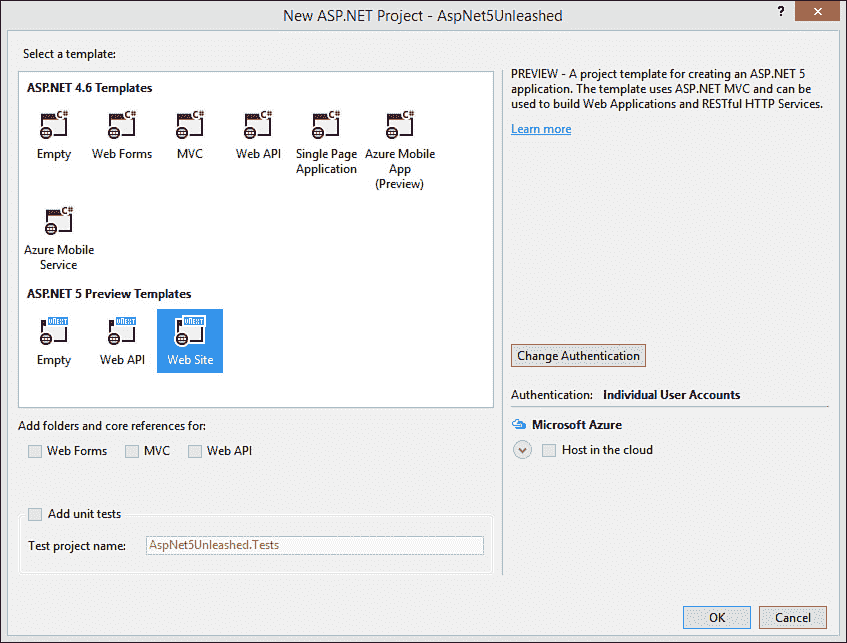 New ASP.NET Project - AspNet5Unleashed
?
Select a template:
ASP.NET 4.6 Templates
C# C# C# C# C# C#
Empty Web Forms MVC Web API Single Page Azure Mobile
Application App
(Preview)
C#
Azure Mobile
Service
ASP.NET 5 Preview Templates
VNEXT VNEXT VNEXT
Empty Web API Web Site
Add folders and core references for:
Web Forms MVC Web API
Add unit tests
Test project name: AspNet5Unleashed.Tests
PREVIEW - A project template for creating an ASP.NET 5
application. The template uses ASP.NET MVC and can be
used to build Web Applications and RESTful HTTP Services.
Learn more
Change Authentication
Authentication: Individual User Accounts
Microsoft Azure
Host in the cloud
OK Cancel